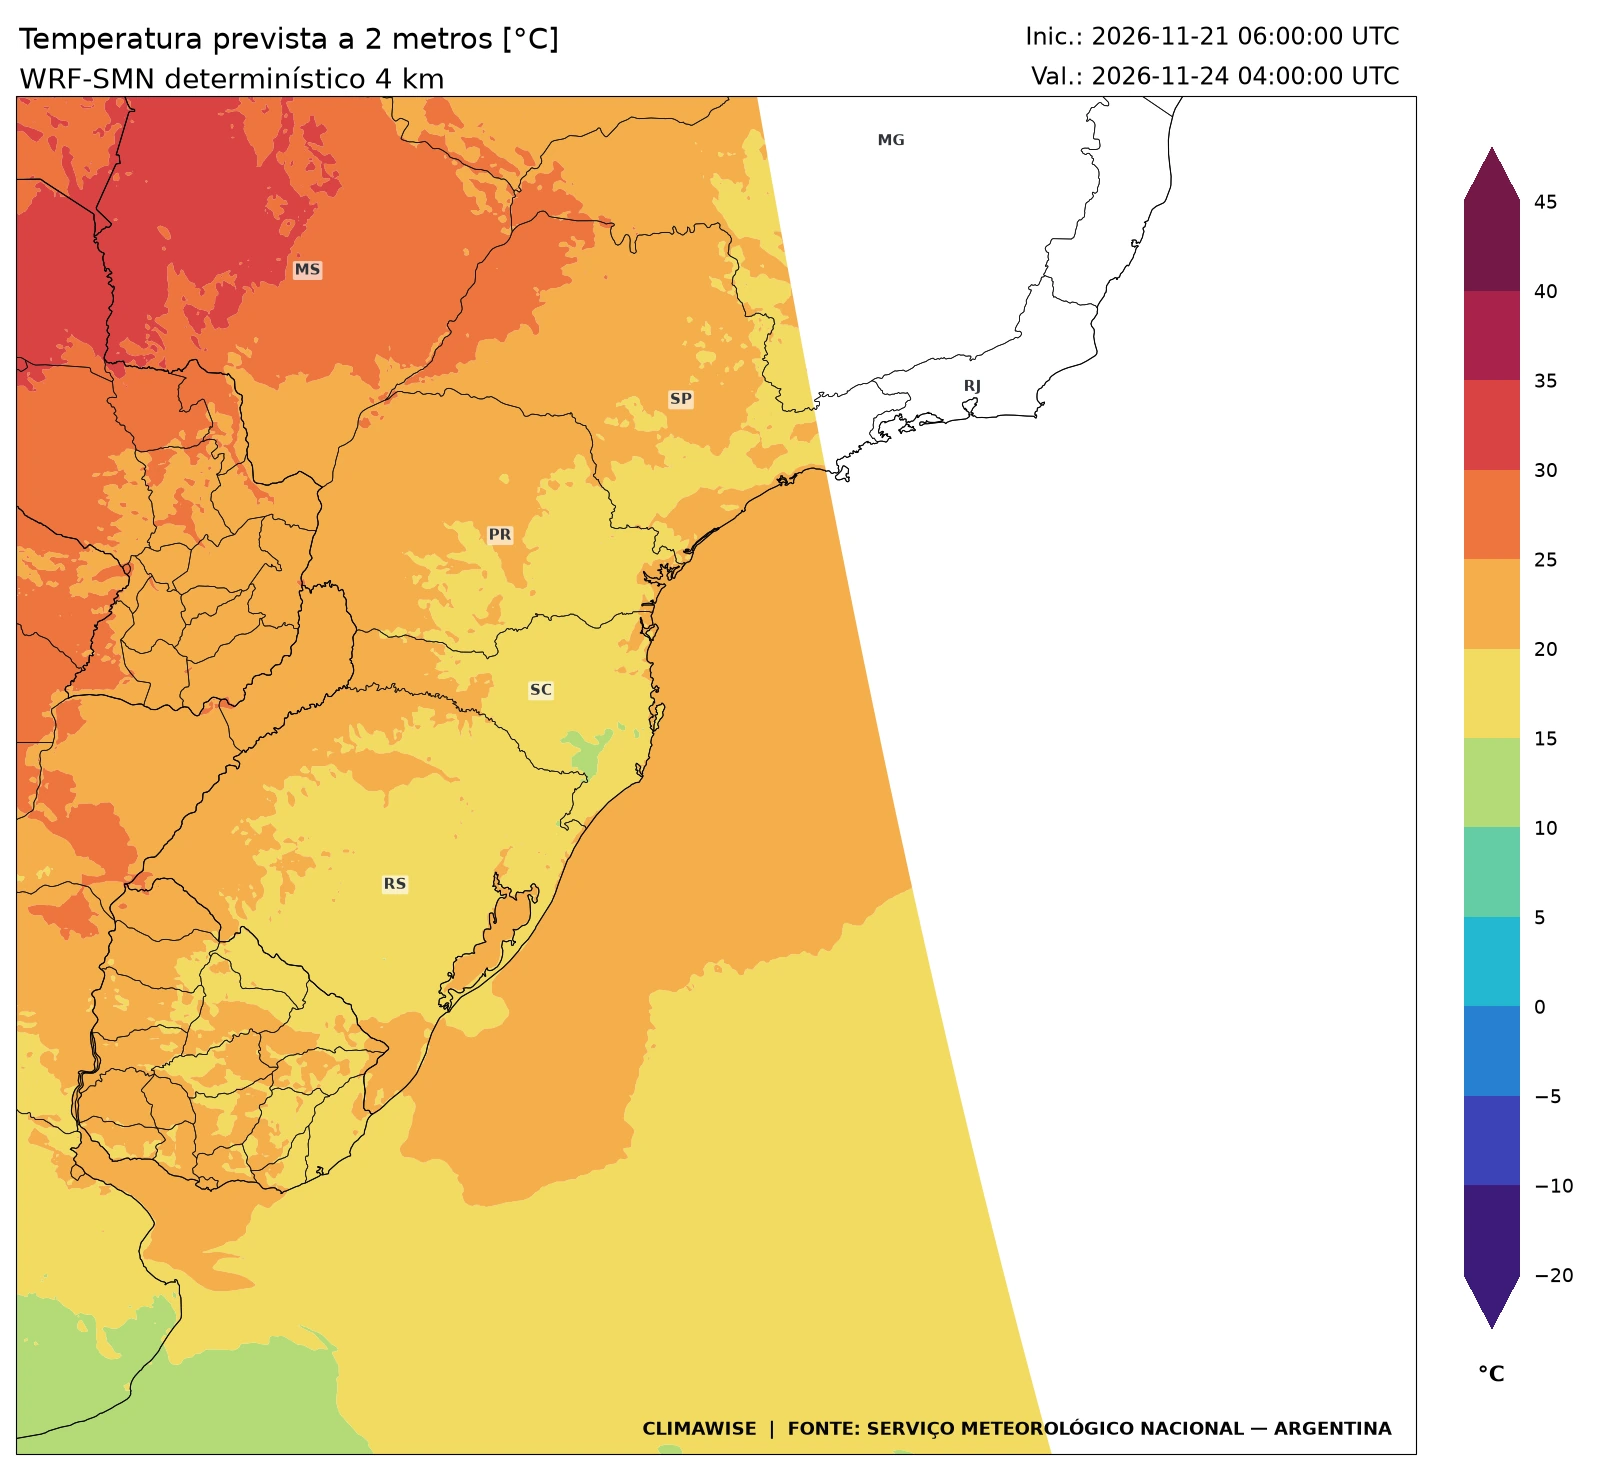 Temperatura prevista a 2 metros [°C]
WRF-SMN determinístico 4 km
Inic.: 2026-11-21 06:00:00 UTC
Val.: 2026-11-24 04:00:00 UTC
MG
MS
RJ
SP
PR
SC
RS
45
40
35
30
25
20
15
10
5
0
−5
−10
−20
°C
CLIMAWISE | FONTE: SERVIÇO METEOROLÓGICO NACIONAL — ARGENTINA